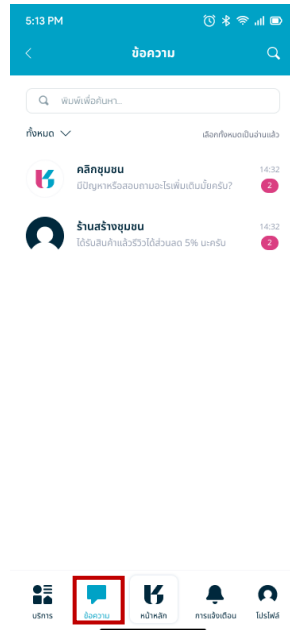 5:13 PM
ข้อความ
พิมพ์เพื่อค้นหา...
ทั้งหมด
เลือกทั้งหมดเป็นอ่านแล้ว
คลิกชุมชน 14:32
มีปัญหาหรือสอบถามอะไรเพิ่มเติมมั้ยครับ? 2
ร้านสร้างชุมชน 14:32
ได้รับสินค้าแล้วรีวิวได้ส่วนลด 5% นะครับ 2
บริการ ข้อความ หน้าหลัก การแจ้งเตือน โปรไฟล์